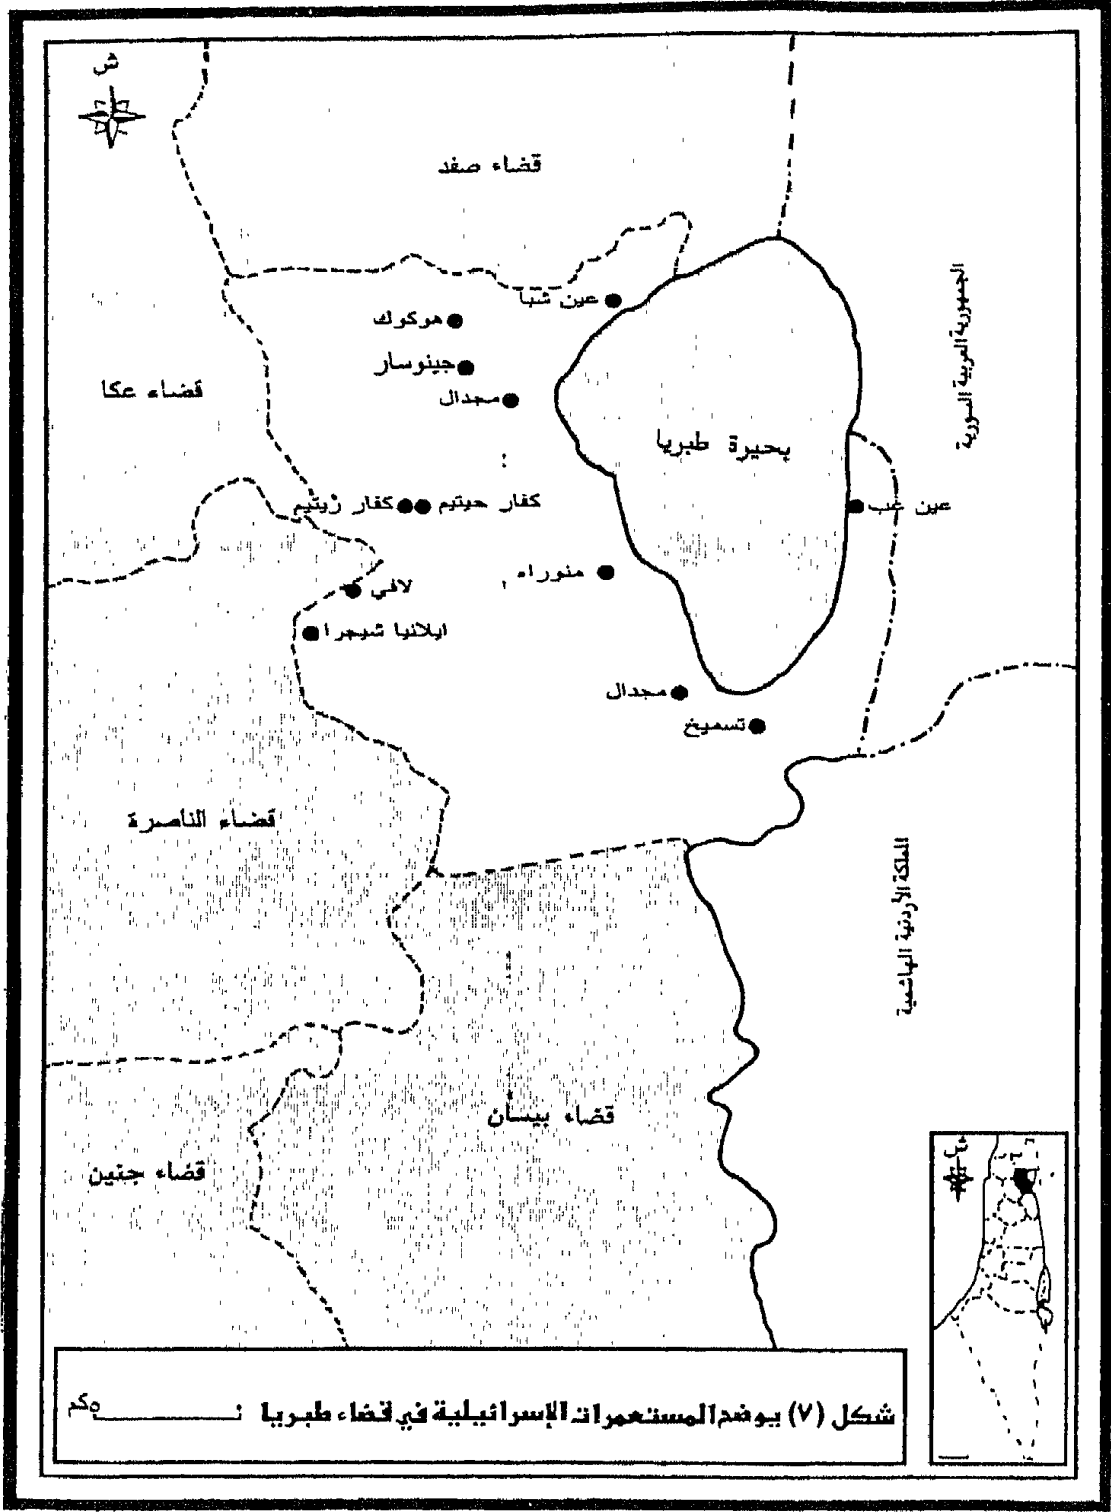 ش
قضاء صفد
الجمهورية العربية السورية
عين شبا
هوكوك
جينوسار
مجدال
قضاء عكا
بحيرة طبريا
كفار حيتيم
كفار زيتيم
عين غب
منوراه
لافي
ايلانيا شيجرا
مجدال
تسميخ
قضاء الناصرة
المملكة الأردنية الهاشمية
قضاء بيسان
قضاء جنين
ش
شكل (٧) يوضح المستعمرات الإسرائيلية في قضاء طبريا
٥كم